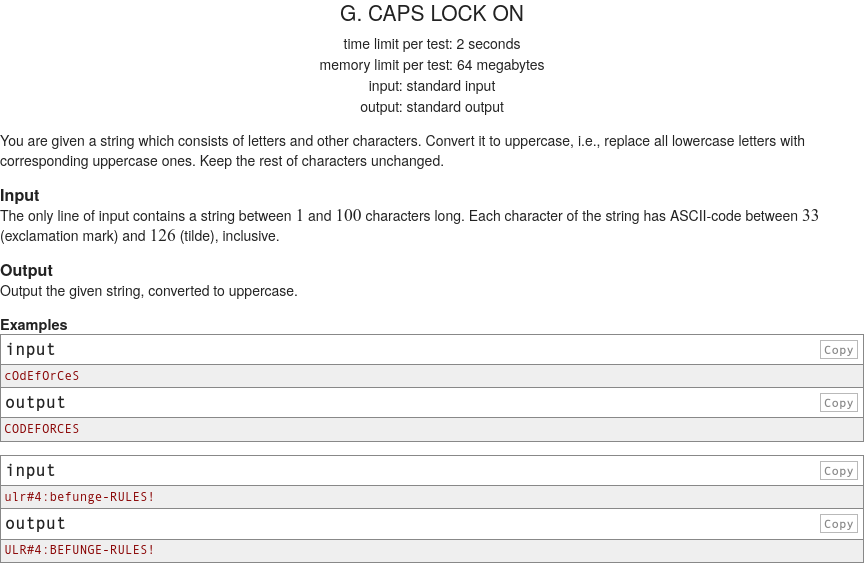 G. CAPS LOCK ON
time limit per test: 2 seconds
memory limit per test: 64 megabytes
input: standard input
output: standard output
You are given a string which consists of letters and other characters. Convert it to uppercase, i.e., replace all lowercase letters with
corresponding uppercase ones. Keep the rest of characters unchanged.
Input
The only line of input contains a string between 1 and 100 characters long. Each character of the string has ASCII-code between 33
(exclamation mark) and 126 (tilde), inclusive.
Output
Output the given string, converted to uppercase.
Examples
input Copy
cOdEfOrCeS
output Copy
CODEFORCES
input Copy
ulr#4:befunge-RULES!
output Copy
ULR#4:BEFUNGE-RULES!